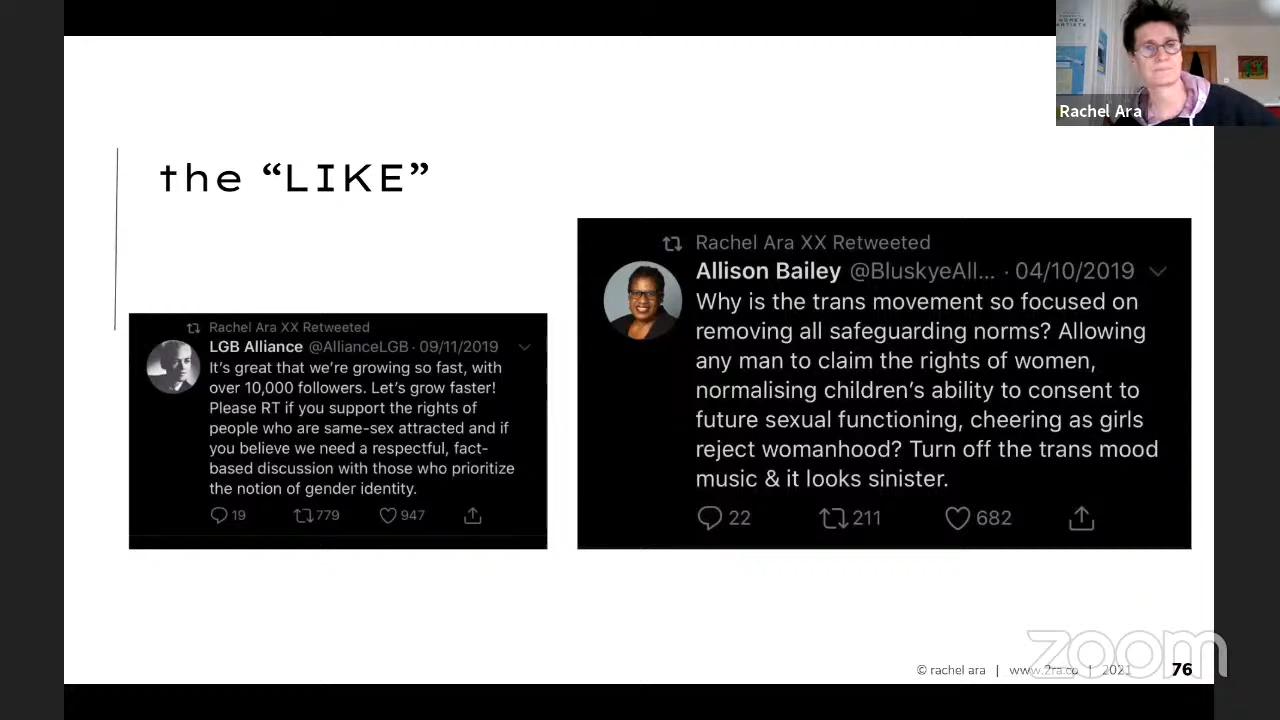 Rachel Ara
the “LIKE”
Rachel Ara XX Retweeted
LGB Alliance @AllianceLGB · 09/11/2019
It's great that we're growing so fast, with
over 10,000 followers. Let's grow faster!
Please RT if you support the rights of
people who are same-sex attracted and if
you believe we need a respectful, fact-
based discussion with those who prioritize
the notion of gender identity.
19 779 947
Rachel Ara XX Retweeted
Allison Bailey @BluskyeAll... · 04/10/2019
Why is the trans movement so focused on
removing all safeguarding norms? Allowing
any man to claim the rights of women,
normalising children's ability to consent to
future sexual functioning, cheering as girls
reject womanhood? Turn off the trans mood
music & it looks sinister.
22 211 682
zoom
© rachel ara | www.2ra.co | 2021 76